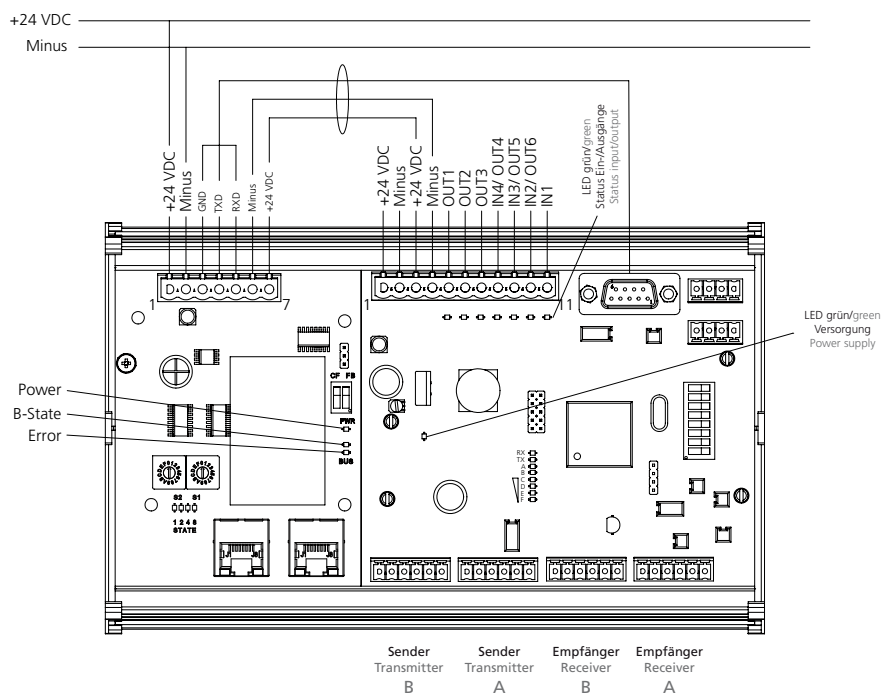 +24 VDC
Minus
+24 VDC
Minus
GND
TXD
RXD
Minus
+24 VDC
+24 VDC
Minus
+24 VDC
Minus
OUT1
OUT2
OUT3
IN4/ OUT4
IN3/ OUT5
IN2/ OUT6
IN1
LED grün/green
Status Ein-/Ausgänge
Status input/output
1
7
1
11
LED grün/green
Versorgung
Power supply
CF FB
Power
B-State
Error
PWR
BUS
RX
TX
A
B
C
D
E
F
S2 S1
1 2 4 8
STATE
Sender
Transmitter
B
Sender
Transmitter
A
Empfänger
Receiver
B
Empfänger
Receiver
A